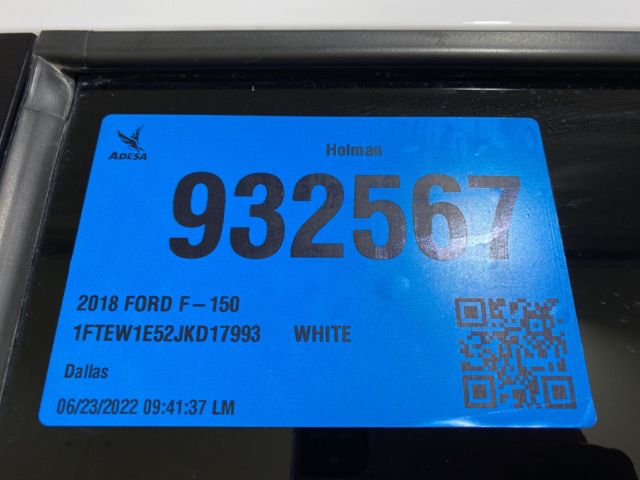 ADESA
Holman
932567
2018 FORD F-150
1FTEW1E52JKD17993 WHITE
Dallas
06/23/2022 09:41:37 LM